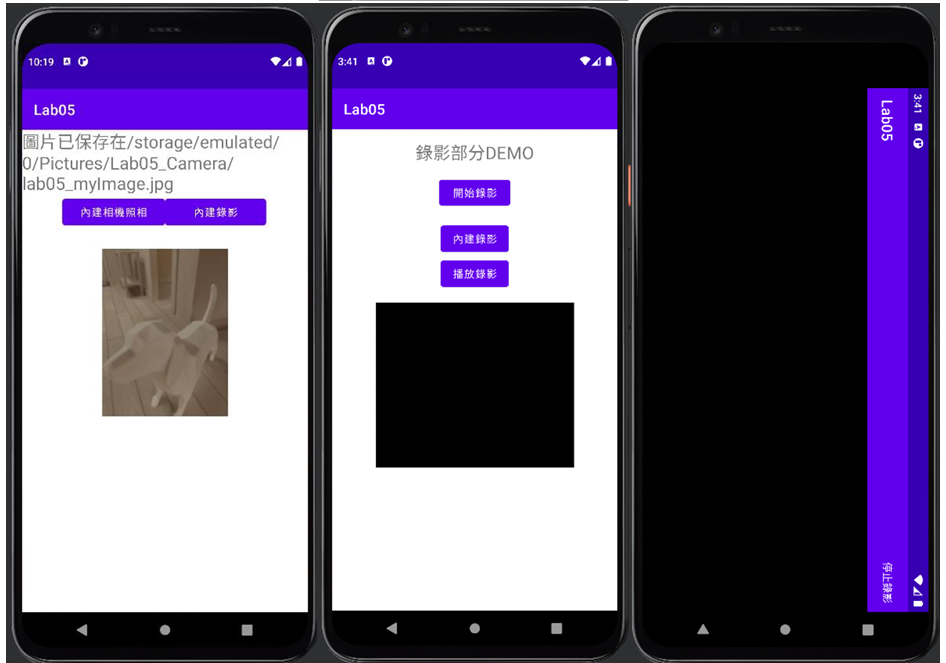 10:19
Lab05
圖片已保存在/storage/emulated/
0/Pictures/Lab05_Camera/
lab05_myImage.jpg
內建相機照相
內建錄影
3:41
Lab05
錄影部分DEMO
開始錄影
內建錄影
播放錄影
3:41
Lab05
停止錄影